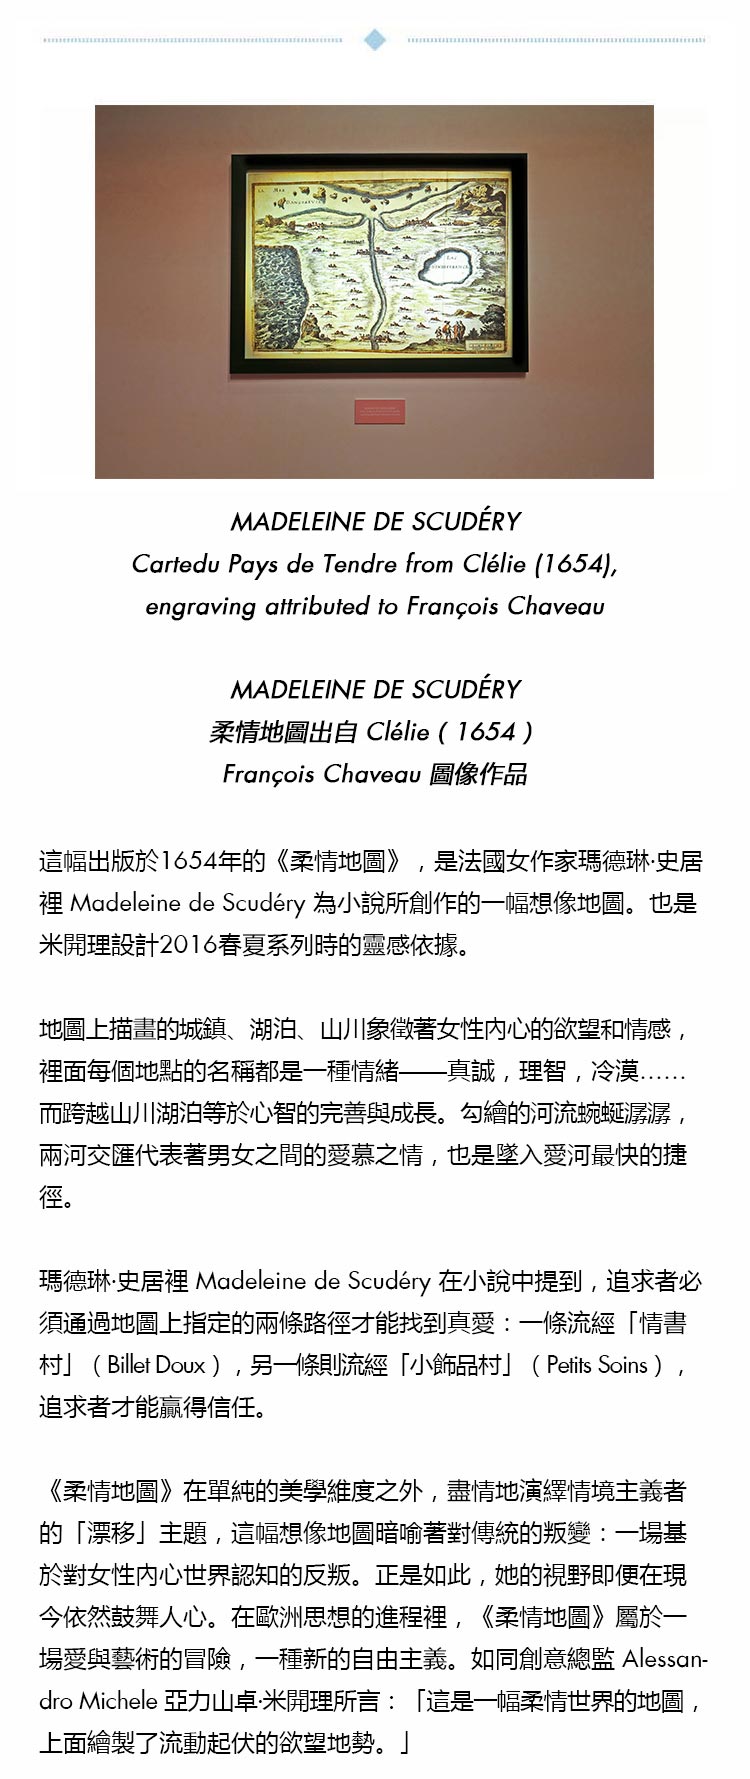 LA MER
DANGEREUSE
LAC
D'INDIFFERENCE
MADELEINE DE SCUDÉRY
Cartedu Pays de Tendre from Clélie (1654),
engraving attributed to François Chaveau
MADELEINE DE SCUDÉRY
柔情地圖出自 Clélie ( 1654 )
François Chaveau 圖像作品
這幅出版於1654年的《柔情地圖》，是法國女作家瑪德琳·史居
裡 Madeleine de Scudéry 為小說所創作的一幅想像地圖。也是
米開理設計2016春夏系列時的靈感依據。
地圖上描畫的城鎮、湖泊、山川象徵著女性內心的欲望和情感，
裡面每個地點的名稱都是一種情緒——真誠，理智，冷漠……
而跨越山川湖泊等於心智的完善與成長。勾繪的河流蜿蜒潺潺，
兩河交匯代表著男女之間的愛慕之情，也是墜入愛河最快的捷
徑。
瑪德琳·史居裡 Madeleine de Scudéry 在小說中提到，追求者必
須通過地圖上指定的兩條路徑才能找到真愛：一條流經「情書
村」（ Billet Doux ），另一條則流經「小飾品村」（ Petits Soins ），
追求者才能贏得信任。
《柔情地圖》在單純的美學維度之外，盡情地演繹情境主義者
的「漂移」主題，這幅想像地圖暗喻著對傳統的叛變：一場基
於對女性內心世界認知的反叛。正是如此，她的視野即便在現
今依然鼓舞人心。在歐洲思想的進程裡，《柔情地圖》屬於一
場愛與藝術的冒險，一種新的自由主義。如同創意總監 Alessan-
dro Michele 亞力山卓·米開理所言：「這是一幅柔情世界的地圖，
上面繪製了流動起伏的欲望地勢。」